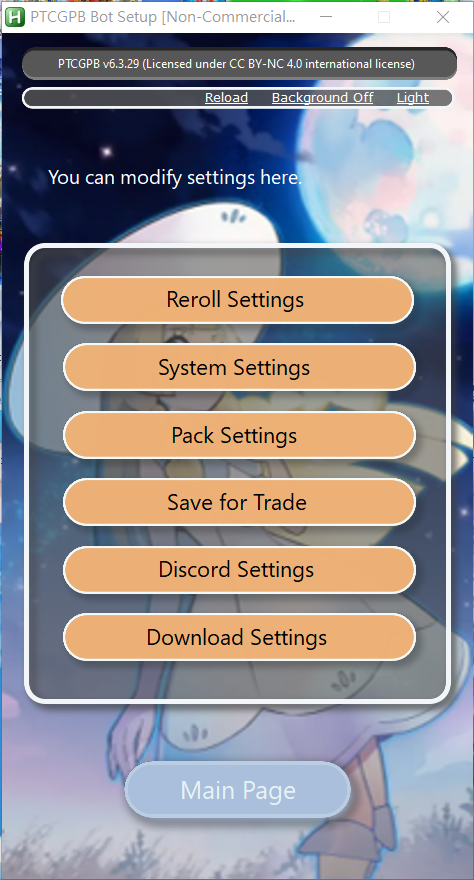 PTCGPB Bot Setup [Non-Commercial...
PTCGPB v6.3.29 (Licensed under CC BY-NC 4.0 international license)
Reload Background Off Light
You can modify settings here.
Reroll Settings
System Settings
Pack Settings
Save for Trade
Discord Settings
Download Settings
Main Page